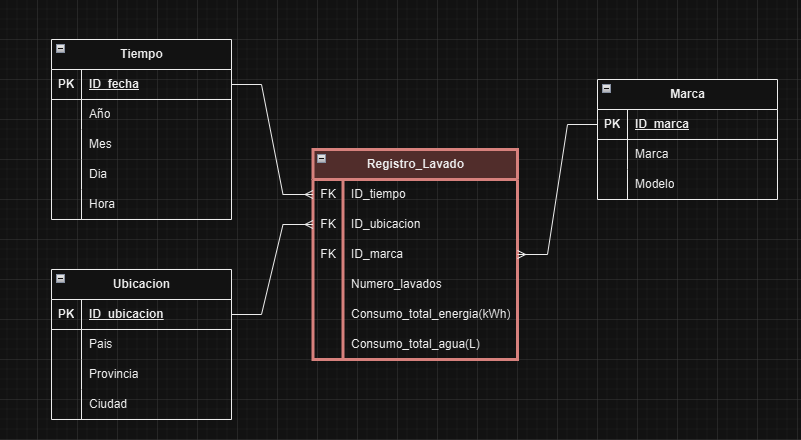 Tiempo
PK ID_fecha
Año
Mes
Dia
Hora
Ubicacion
PK ID_ubicacion
Pais
Provincia
Ciudad
Registro_Lavado
FK ID_tiempo
FK ID_ubicacion
FK ID_marca
Numero_lavados
Consumo_total_energia(kWh)
Consumo_total_agua(L)
Marca
PK ID_marca
Marca
Modelo